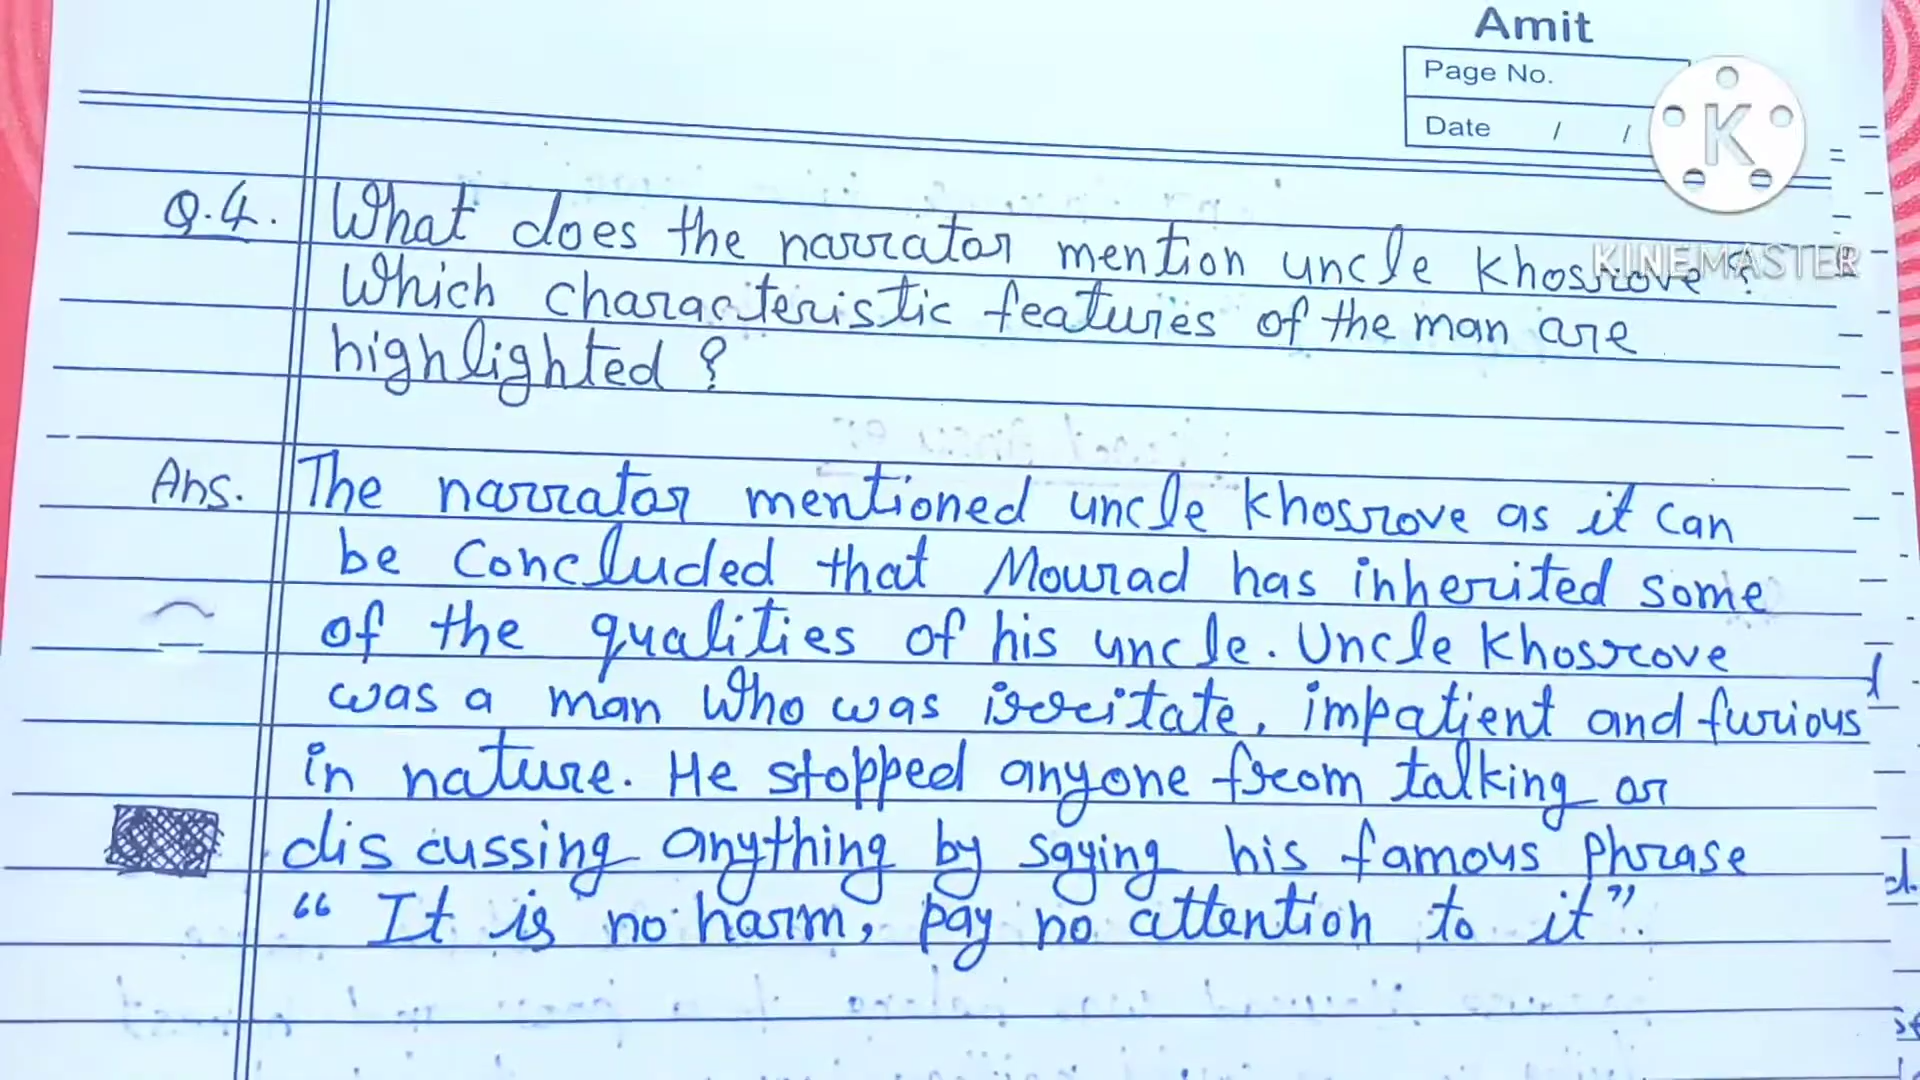 Amit
Page No.
Date / /
K
KINEMASTER
Q.4. What does the narrator mention uncle Khosrove?
Which characteristic features of the man are
highlighted?
Ans. The narrator mentioned uncle Khosrove as it can
be concluded that Mourad has inherited some
of the qualities of his uncle. Uncle Khosrove
was a man who was irritate, impatient and furious
in nature. He stopped anyone from talking or
discussing anything by saying his famous phrase
“It is no harm, pay no attention to it”.